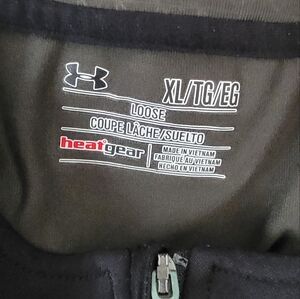 XL/TG/EG
LOOSE
COUPE LÂCHE/SUELTO
heatgear
MADE IN VIETNAM
FABRIQUÉ AU VIETNAM
HECHO EN VIETNAM